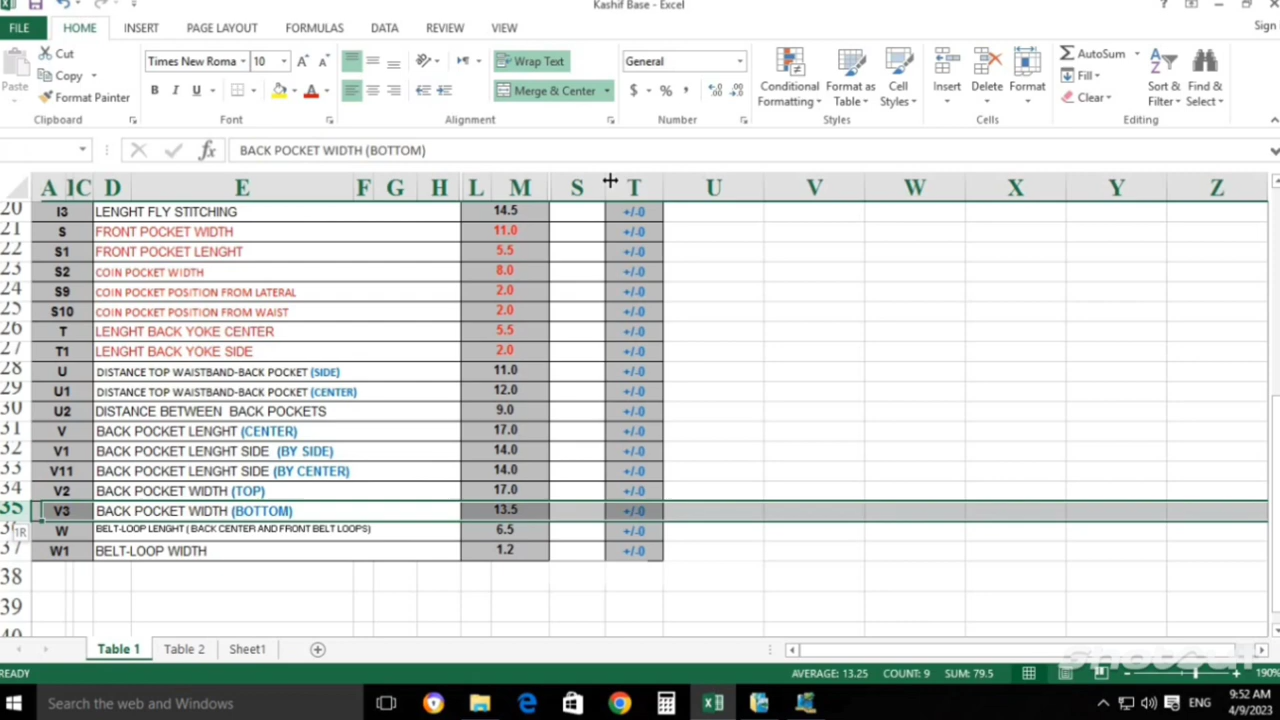 Kashif Base - Excel
? 
FILE HOME INSERT PAGE LAYOUT FORMULAS DATA REVIEW VIEW Sign
Paste Cut Copy Format Painter
Times New Roma 10
Wrap Text Merge & Center
General
$ % ,
Conditional Formatting Format as Table Cell Styles
Insert Delete Format
AutoSum Fill Clear
Sort & Filter Find & Select
Clipboard Font Alignment Number Styles Cells Editing
fx BACK POCKET WIDTH (BOTTOM)
A I C D E F G H L M S T U V W X Y Z
20 I3 LENGHT FLY STITCHING 14.5 +/-0
21 S FRONT POCKET WIDTH 11.0 +/-0
22 S1 FRONT POCKET LENGHT 5.5 +/-0
23 S2 COIN POCKET WIDTH 8.0 +/-0
24 S9 COIN POCKET POSITION FROM LATERAL 2.0 +/-0
25 S10 COIN POCKET POSITION FROM WAIST 2.0 +/-0
26 T LENGHT BACK YOKE CENTER 5.5 +/-0
27 T1 LENGHT BACK YOKE SIDE 2.0 +/-0
28 U DISTANCE TOP WAISTBAND-BACK POCKET (SIDE) 11.0 +/-0
29 U1 DISTANCE TOP WAISTBAND-BACK POCKET (CENTER) 12.0 +/-0
30 U2 DISTANCE BETWEEN BACK POCKETS 9.0 +/-0
31 V BACK POCKET LENGHT (CENTER) 17.0 +/-0
32 V1 BACK POCKET LENGHT SIDE (BY SIDE) 14.0 +/-0
33 V11 BACK POCKET LENGHT SIDE (BY CENTER) 14.0 +/-0
34 V2 BACK POCKET WIDTH (TOP) 17.0 +/-0
35 V3 BACK POCKET WIDTH (BOTTOM) 13.5 +/-0
36 W BELT-LOOP LENGHT ( BACK CENTER AND FRONT BELT LOOPS) 6.5 +/-0
1R
37 W1 BELT-LOOP WIDTH 1.2 +/-0
38
39
40
Table 1 Table 2 Sheet1
READY AVERAGE: 13.25 COUNT: 9 SUM: 79.5 190%
Search the web and Windows ENG 9:52 AM
4/9/2023